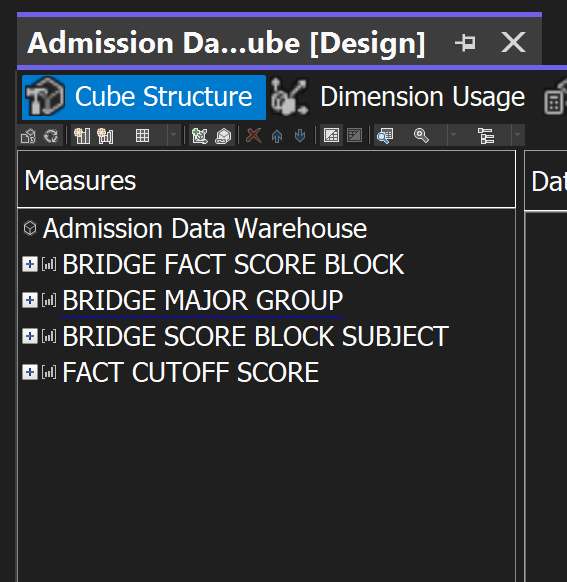 Admission Da...ube [Design]
Cube Structure Dimension Usage
Measures
Dat
Admission Data Warehouse
BRIDGE FACT SCORE BLOCK
BRIDGE MAJOR GROUP
BRIDGE SCORE BLOCK SUBJECT
FACT CUTOFF SCORE